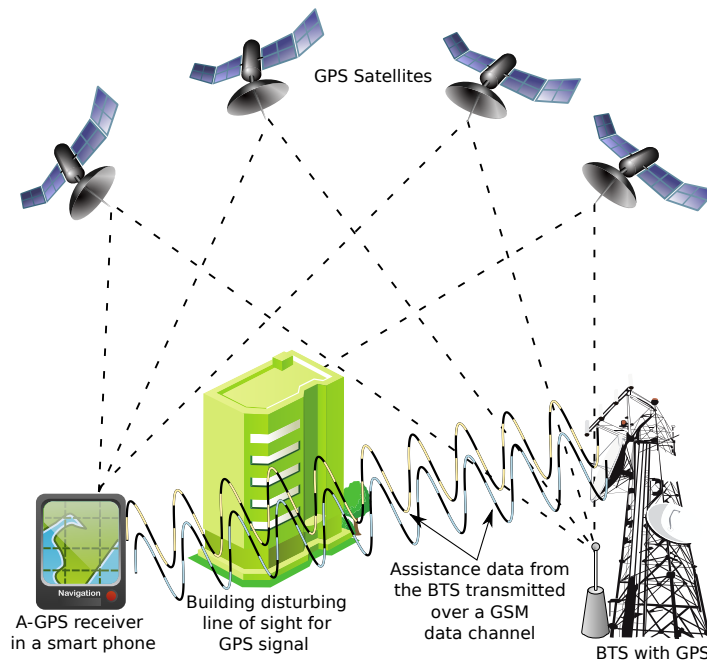 GPS Satellites
Navigation
A-GPS receiver
in a smart phone
Building disturbing
line of sight for
GPS signal
Assistance data from
the BTS transmitted
over a GSM
data channel
BTS with GPS